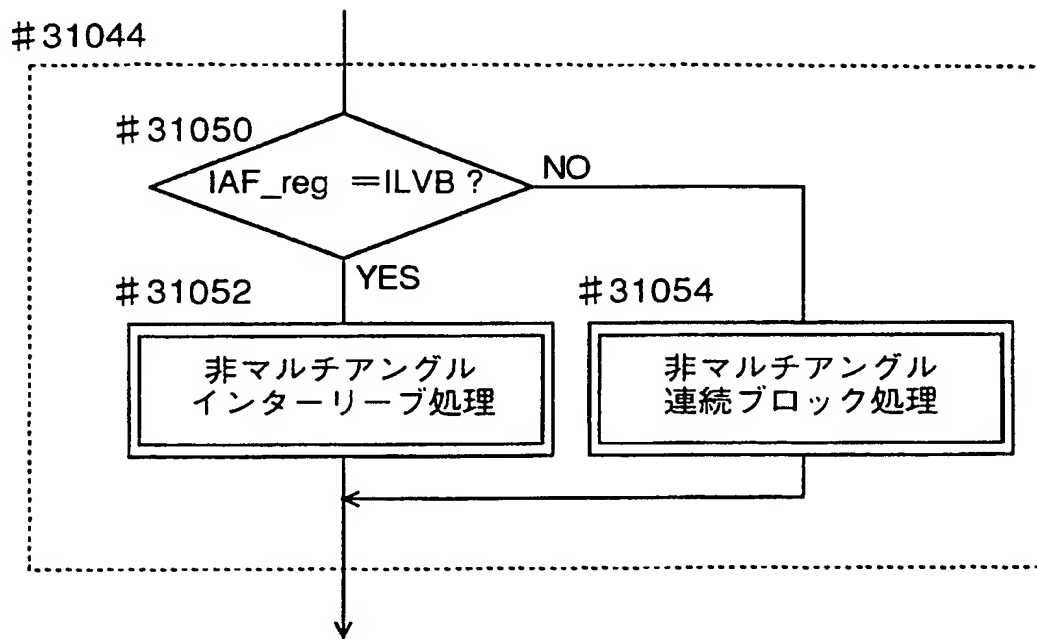 #31044
#31050
IAF_reg =ILVB ?
NO
YES
#31052
#31054
非マルチアングル
インターリーブ処理
非マルチアングル
連続ブロック処理